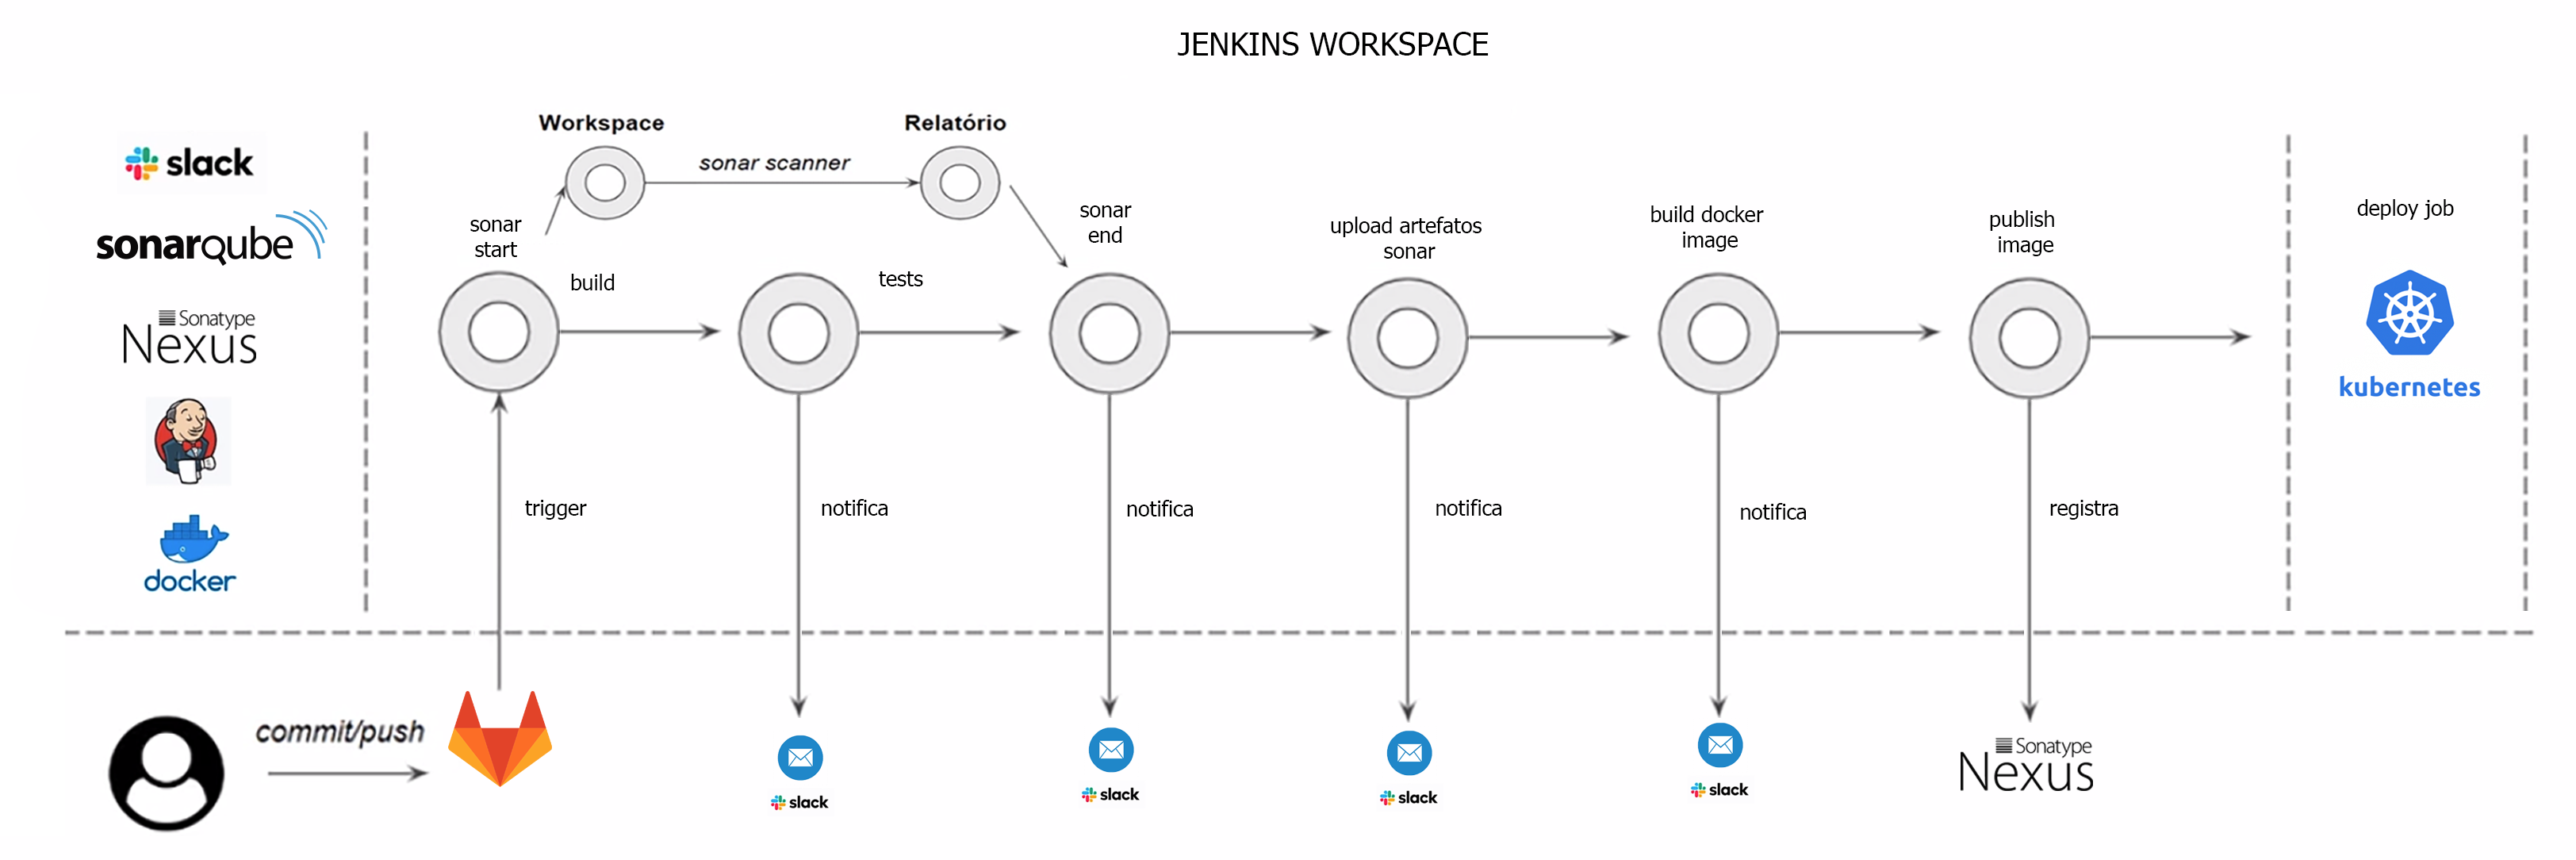 JENKINS WORKSPACE
Workspace
Relatório
sonar scanner
slack
sonarqube
Sonatype
Nexus
docker
sonar
start
build
tests
sonar
end
upload artefatos
sonar
build docker
image
publish
image
deploy job
kubernetes
trigger
notifica
notifica
notifica
notifica
registra
commit/push
slack
slack
slack
slack
Sonatype
Nexus